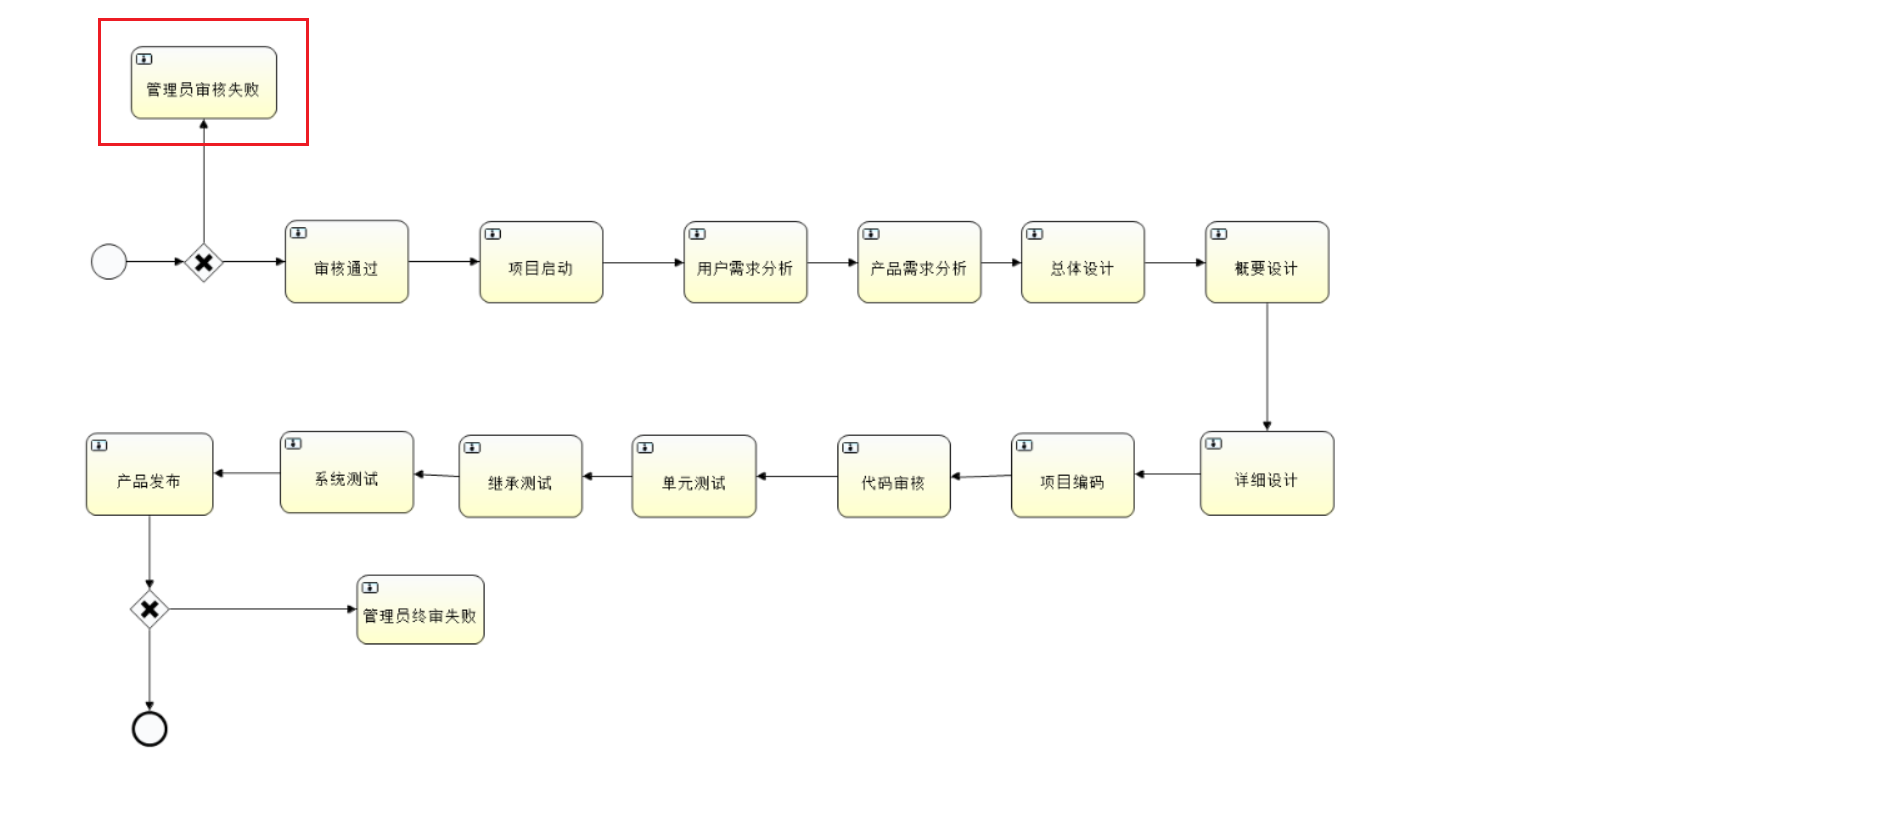 管理员审核失败
审核通过
项目启动
用户需求分析
产品需求分析
总体设计
概要设计
产品发布
系统测试
继承测试
单元测试
代码审核
项目编码
详细设计
管理员终审失败